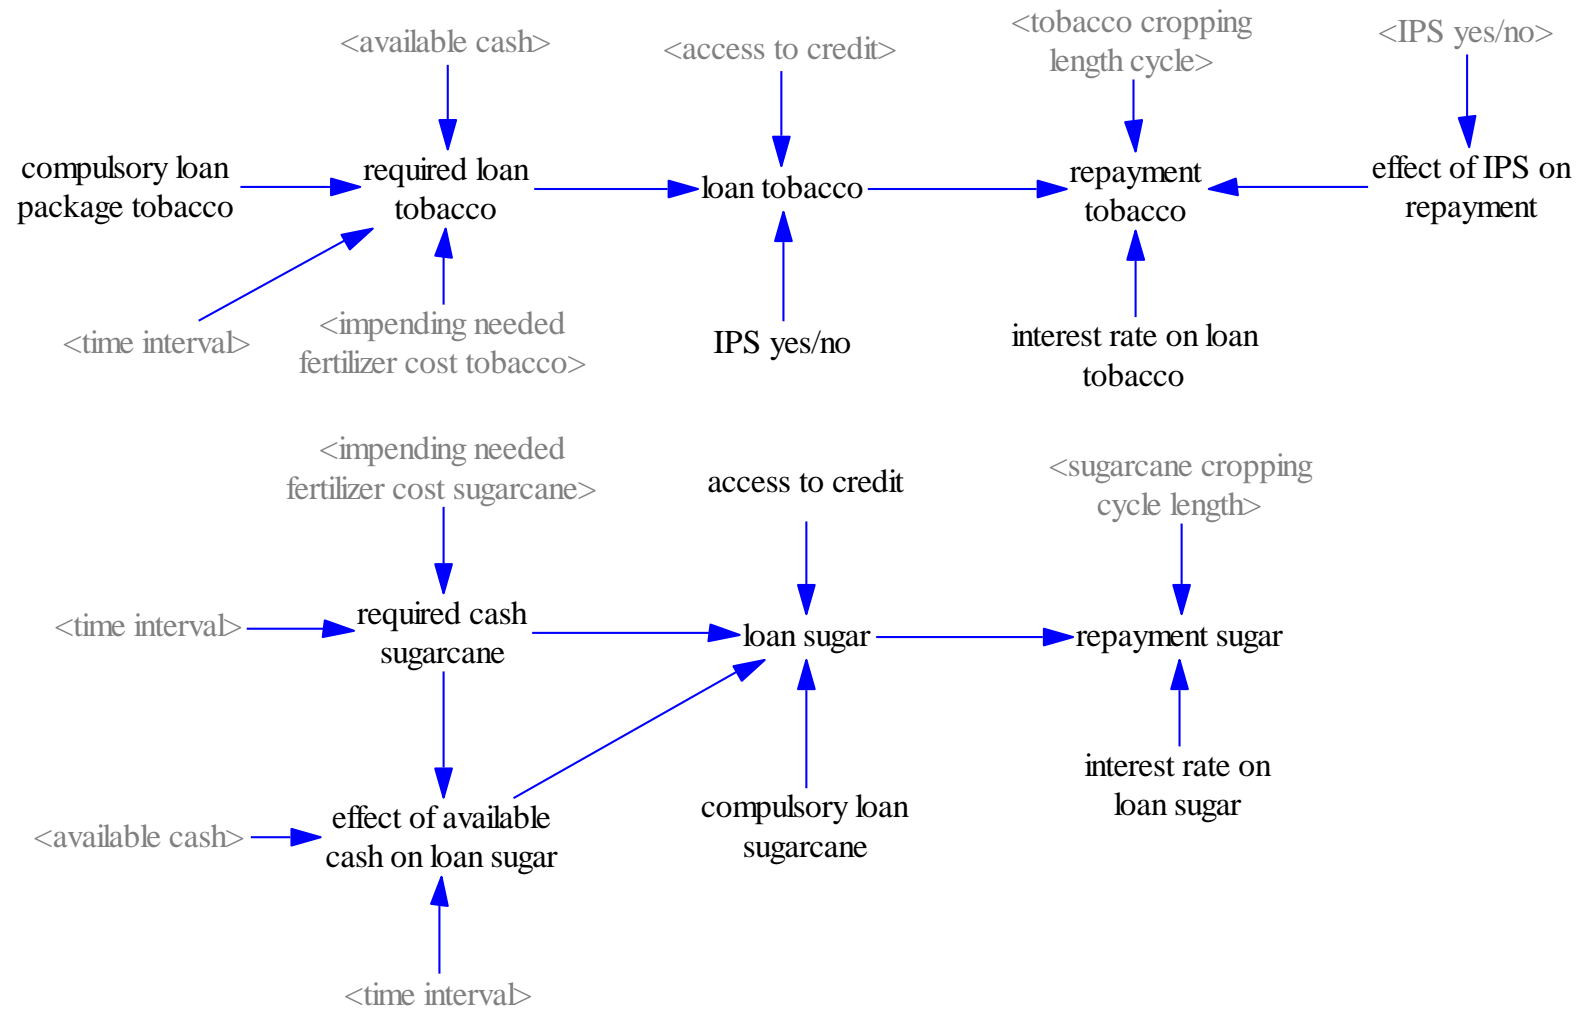 <available cash>
<access to credit>
<tobacco cropping
length cycle>
<IPS yes/no>
compulsory loan
package tobacco
required loan
tobacco
loan tobacco
repayment
tobacco
effect of IPS on
repayment
<time interval>
<impending needed
fertilizer cost tobacco>
IPS yes/no
interest rate on loan
tobacco
<impending needed
fertilizer cost sugarcane>
access to credit
<sugarcane cropping
cycle length>
<time interval>
required cash
sugarcane
loan sugar
repayment sugar
<available cash>
effect of available
cash on loan sugar
compulsory loan
sugarcane
interest rate on
loan sugar
<time interval>